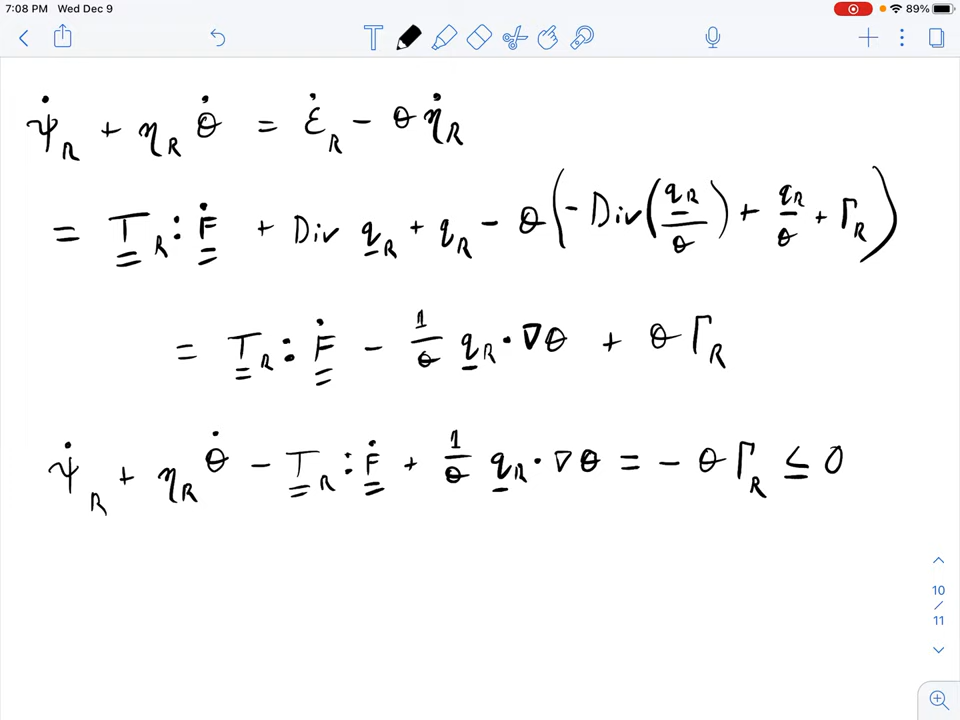 7:08 PM Wed Dec 9 89%
T
ψ̇_R + η_R θ̇ = ε̇_R − θ η̇_R
= T_R : Ḟ + Div q_R + q_R − θ(−Div(q_R/θ) + q_R/θ + Γ_R)
= T_R : Ḟ − 1/θ q_R · ∇θ + θ Γ_R
ψ̇_R + η_R θ̇ − T_R : Ḟ + 1/θ q_R · ∇θ = − θ Γ_R ≤ 0
10
/
11